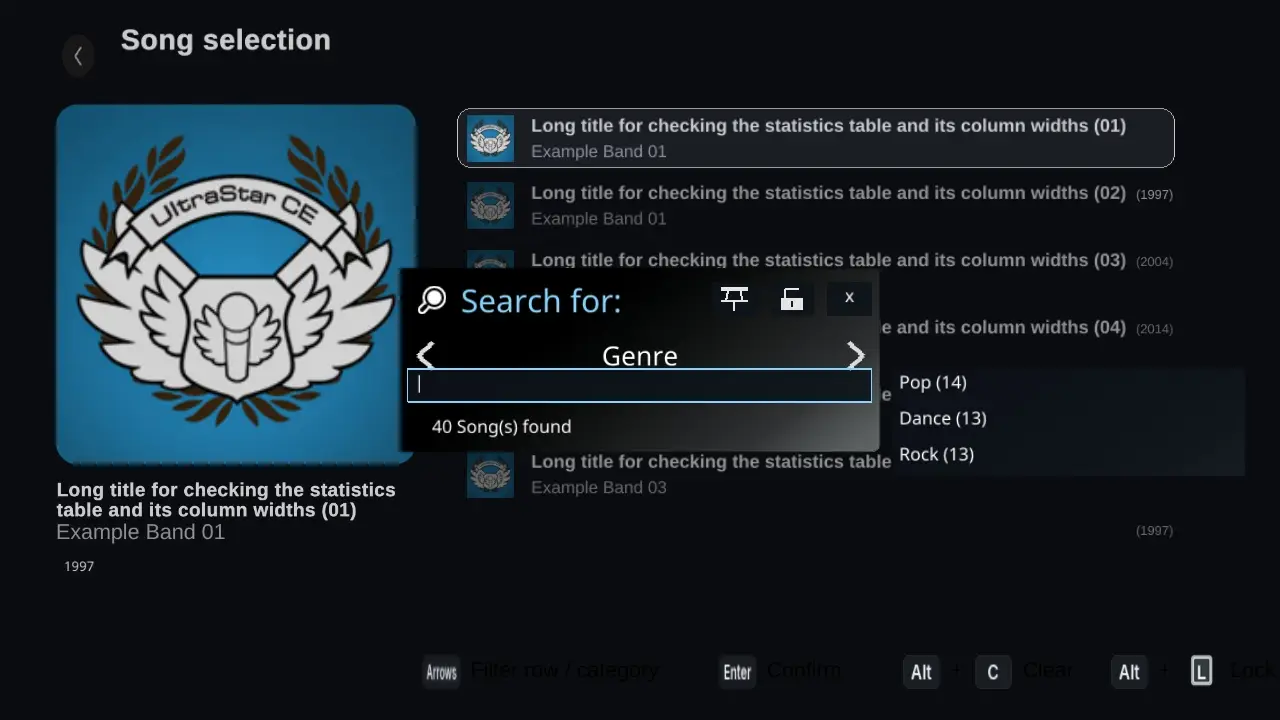 Song selection
UltraStar CE
Long title for checking the statistics table and its column widths (01)
Example Band 01
Long title for checking the statistics table and its column widths (02) (1997)
Example Band 01
Long title for checking the statistics table and its column widths (03) (2004)
Search for:
x
e and its column widths (04) (2014)
Genre
Pop (14)
e
Dance (13)
40 Song(s) found
Rock (13)
Long title for checking the statistics table
Example Band 03
Long title for checking the statistics
table and its column widths (01)
Example Band 01
(1997)
1997
Arrows Filter row / category Enter Confirm Alt + C Clear Alt + L Lock